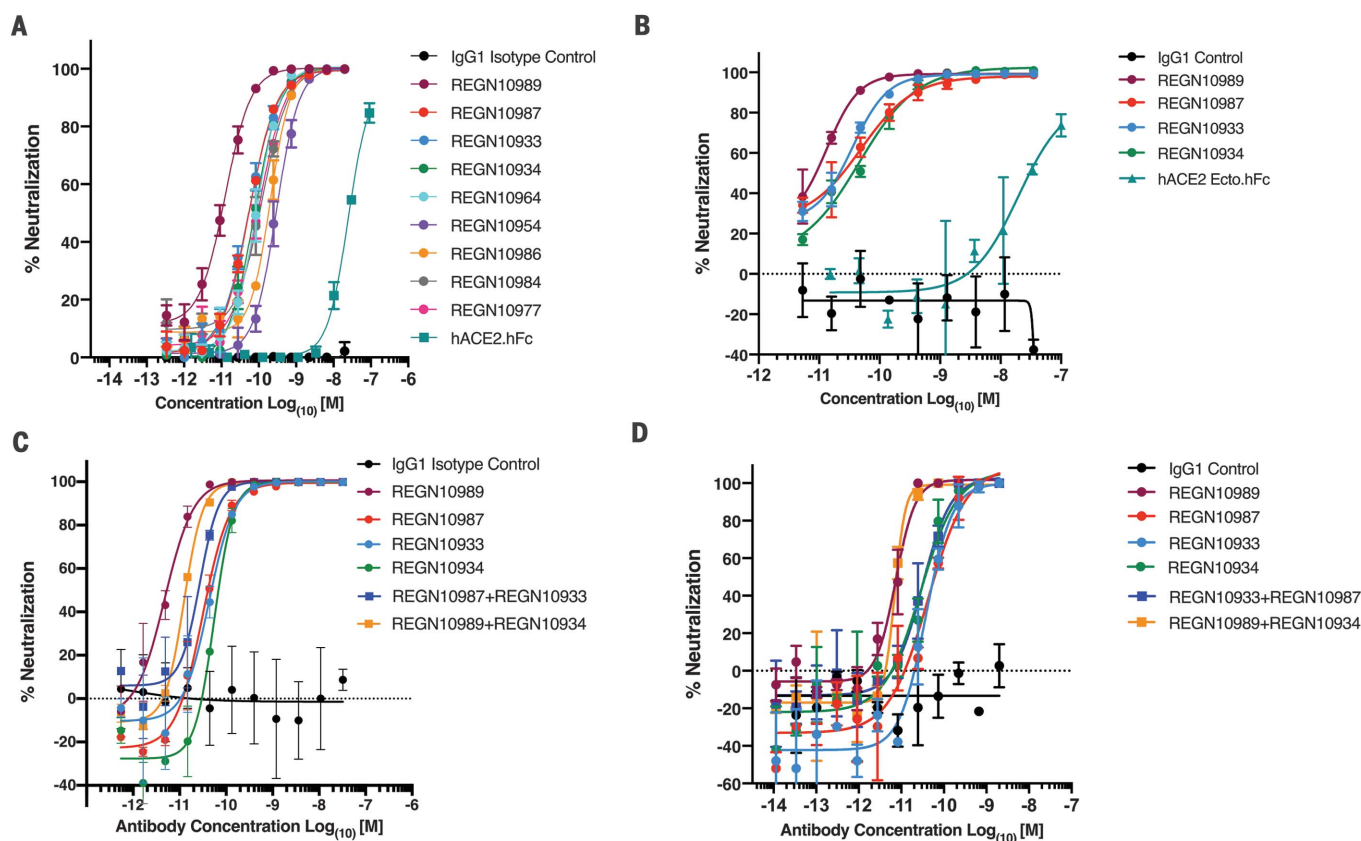 A
% Neutralization
100
80
60
40
20
0
-14 -13 -12 -11 -10 -9 -8 -7 -6
Concentration Log(10) [M]
IgG1 Isotype Control
REGN10989
REGN10987
REGN10933
REGN10934
REGN10964
REGN10954
REGN10986
REGN10984
REGN10977
hACE2.hFc
B
% Neutralization
100
80
60
40
20
0
-20
-40
-12 -11 -10 -9 -8 -7
Concentration Log(10) [M]
IgG1 Control
REGN10989
REGN10987
REGN10933
REGN10934
hACE2 Ecto.hFc
C
% Neutralization
100
80
60
40
20
0
-20
-40
-12 -11 -10 -9 -8 -7
Antibody Concentration Log(10) [M]
IgG1 Isotype Control
REGN10989
REGN10987
REGN10933
REGN10934
REGN10987+REGN10933
REGN10989+REGN10934
D
% Neutralization
100
80
60
40
20
0
-20
-40
-60
-14 -13 -12 -11 -10 -9 -8 -7
Antibody Concentration Log(10) [M]
IgG1 Control
REGN10989
REGN10987
REGN10933
REGN10934
REGN10933+REGN10987
REGN10989+REGN10934